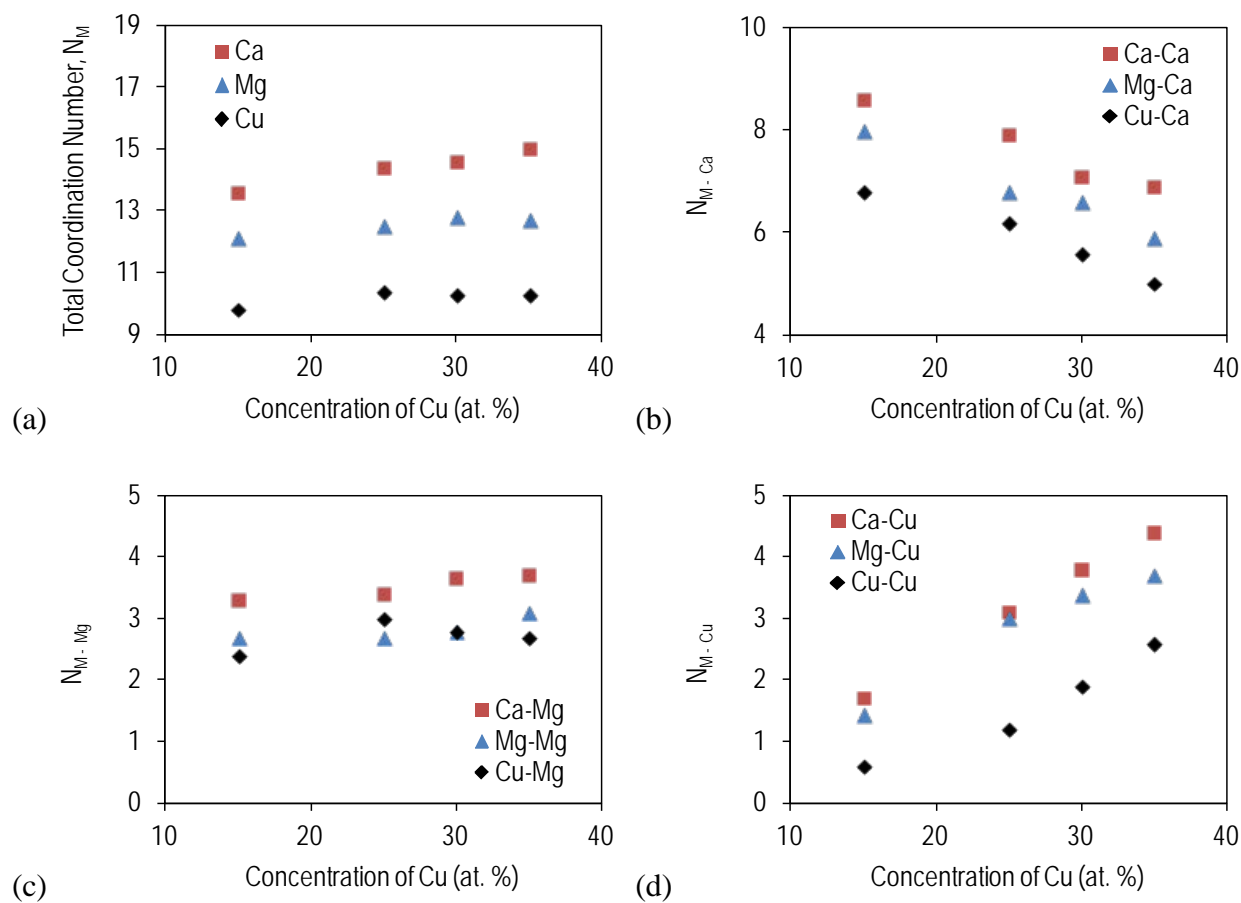 Total Coordination Number, N_M
19
17
15
13
11
9
Ca
Mg
Cu
10 20 30 40
Concentration of Cu (at. %)
(a)
N_M - Ca
10
8
6
4
Ca-Ca
Mg-Ca
Cu-Ca
10 20 30 40
Concentration of Cu (at. %)
(b)
N_M - Mg
5
4
3
2
1
0
Ca-Mg
Mg-Mg
Cu-Mg
10 20 30 40
Concentration of Cu (at. %)
(c)
N_M - Cu
5
4
3
2
1
0
Ca-Cu
Mg-Cu
Cu-Cu
10 20 30 40
Concentration of Cu (at. %)
(d)